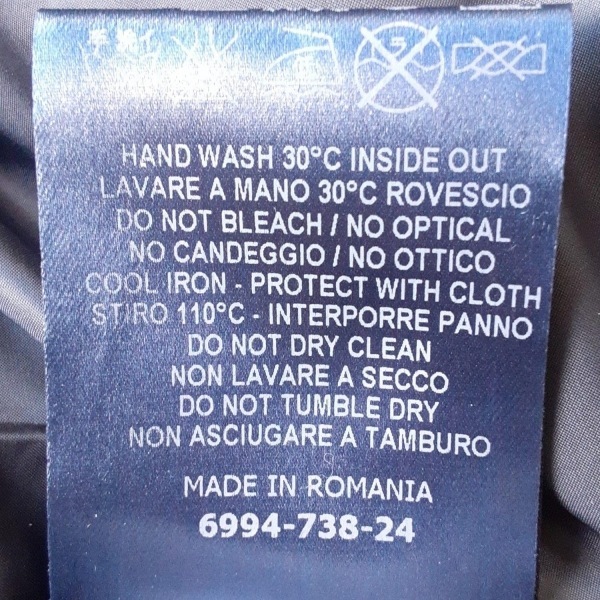 HAND WASH 30°C INSIDE OUT
LAVARE A MANO 30°C ROVESCIO
DO NOT BLEACH / NO OPTICAL
NO CANDEGGIO / NO OTTICO
COOL IRON - PROTECT WITH CLOTH
STIRO 110°C - INTERPORRE PANNO
DO NOT DRY CLEAN
NON LAVARE A SECCO
DO NOT TUMBLE DRY
NON ASCIUGARE A TAMBURO
MADE IN ROMANIA
6994-738-24